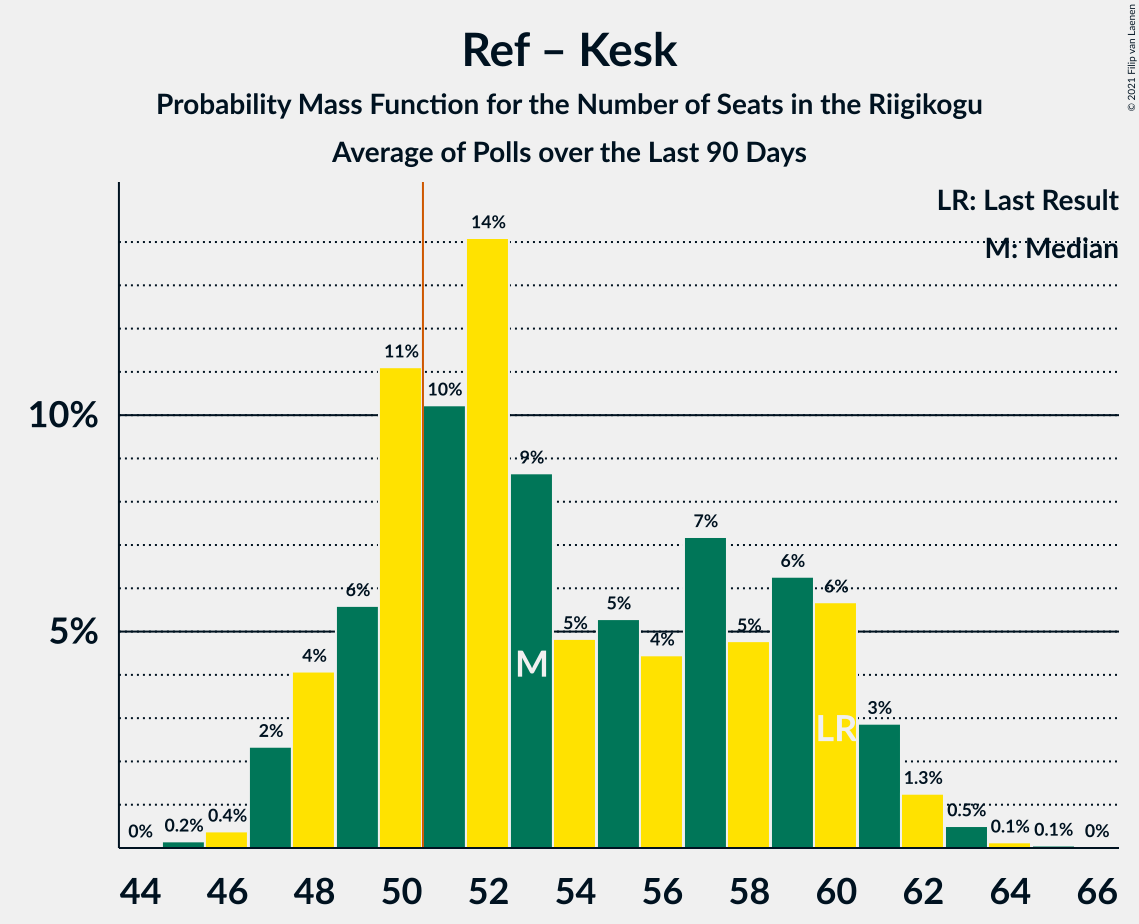 Ref – Kesk
Probability Mass Function for the Number of Seats in the Riigikogu
Average of Polls over the Last 90 Days
© 2021 Filip van Laenen
LR: Last Result
M: Median
10%
5%
0%
0.2%
0.4%
2%
4%
6%
11%
10%
14%
9%
5%
5%
4%
7%
5%
6%
6%
3%
1.3%
0.5%
0.1%
0.1%
0%
M
LR
44 46 48 50 52 54 56 58 60 62 64 66